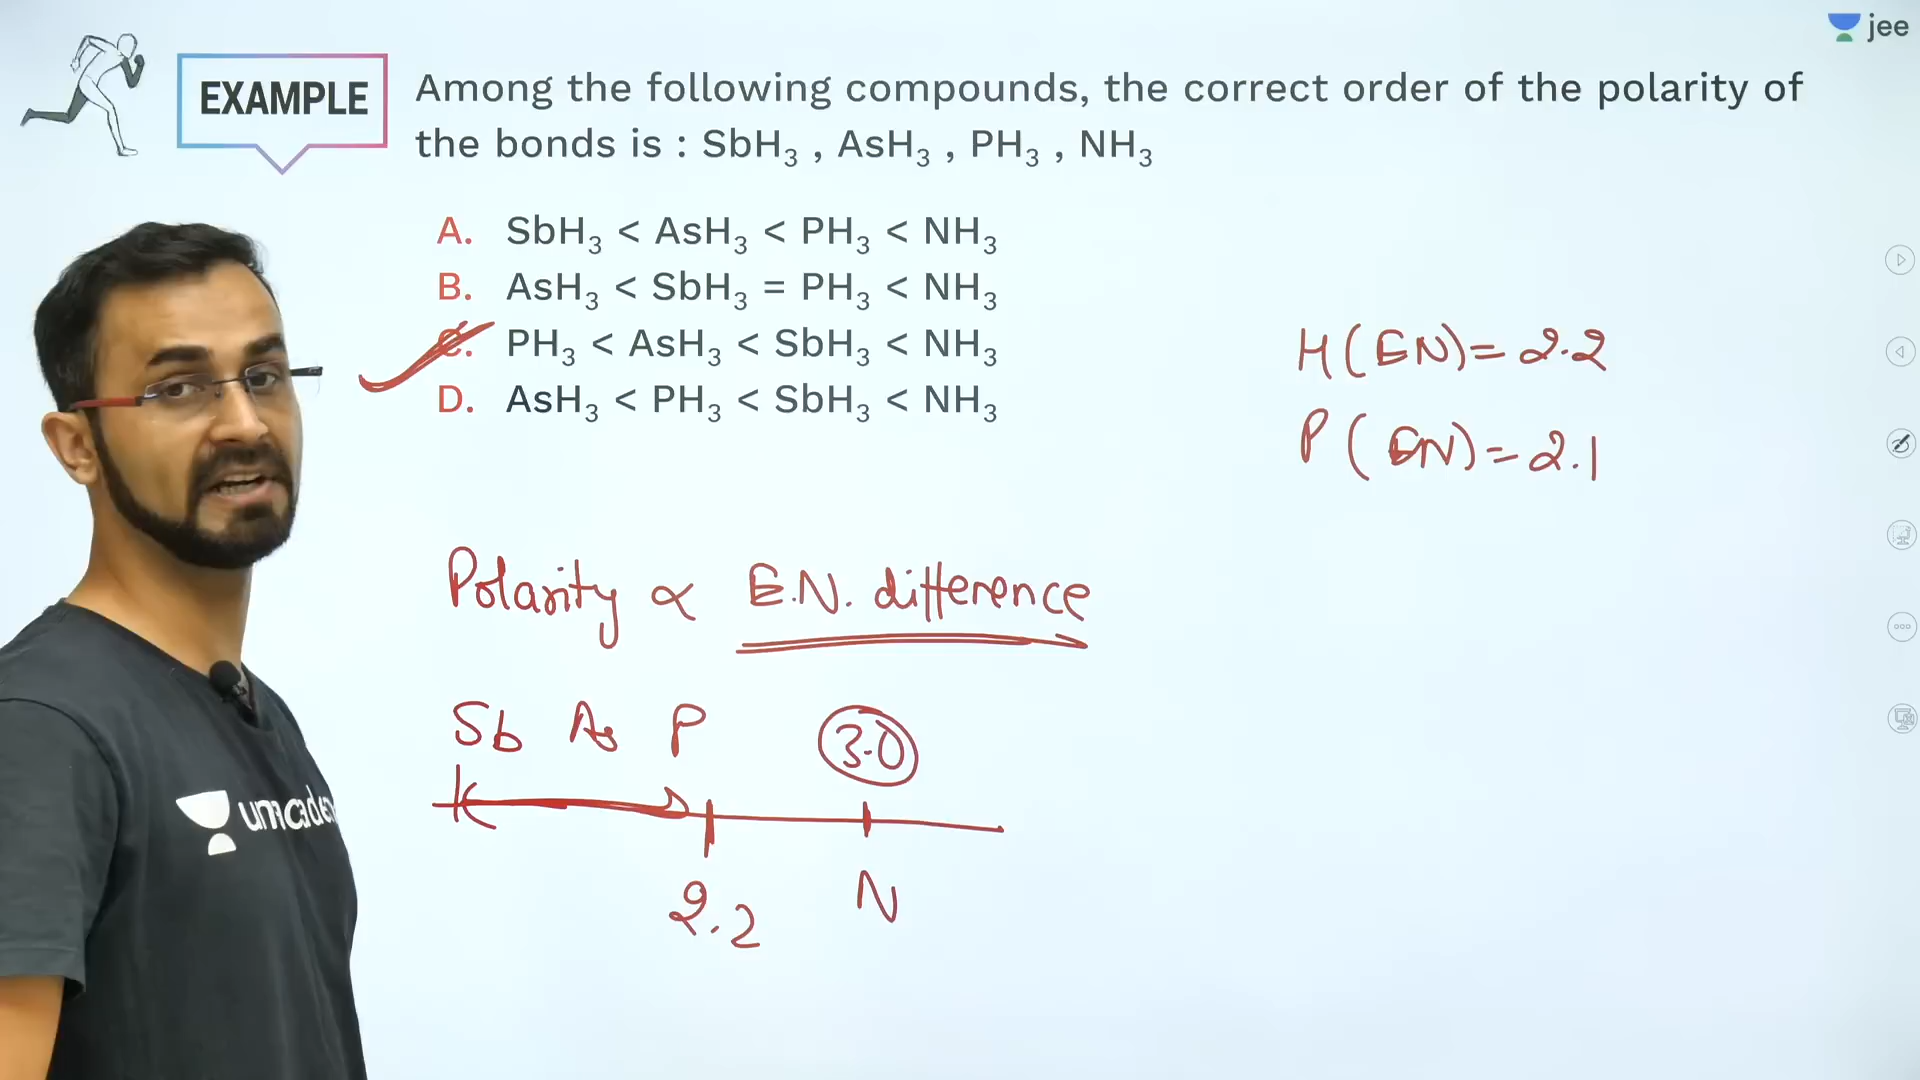 jee
EXAMPLE
Among the following compounds, the correct order of the polarity of
the bonds is : SbH₃ , AsH₃ , PH₃ , NH₃
A. SbH₃ < AsH₃ < PH₃ < NH₃
B. AsH₃ < SbH₃ = PH₃ < NH₃
C. PH₃ < AsH₃ < SbH₃ < NH₃
D. AsH₃ < PH₃ < SbH₃ < NH₃
H (EN) = 2.2
P (EN) = 2.1
Polarity ∝ E.N. difference
Sb As P 3.0
2.2 N
unacade